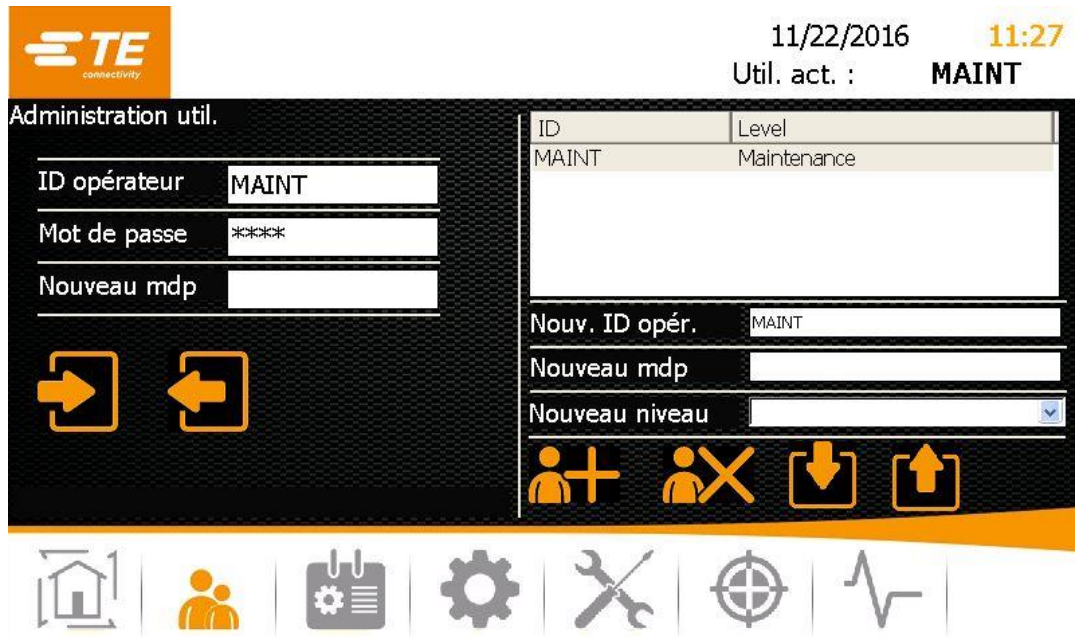 TE
connectivity
11/22/2016 11:27
Util. act. : MAINT
Administration util.
ID opérateur MAINT
Mot de passe ****
Nouveau mdp
ID Level
MAINT Maintenance
Nouv. ID opér. MAINT
Nouveau mdp
Nouveau niveau